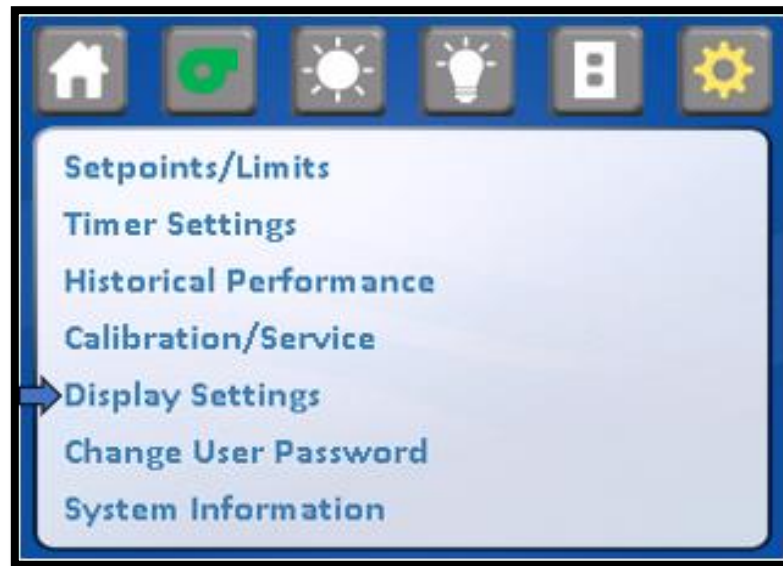 Setpoints/Limits
Timer Settings
Historical Performance
Calibration/Service
Display Settings
Change User Password
System Information